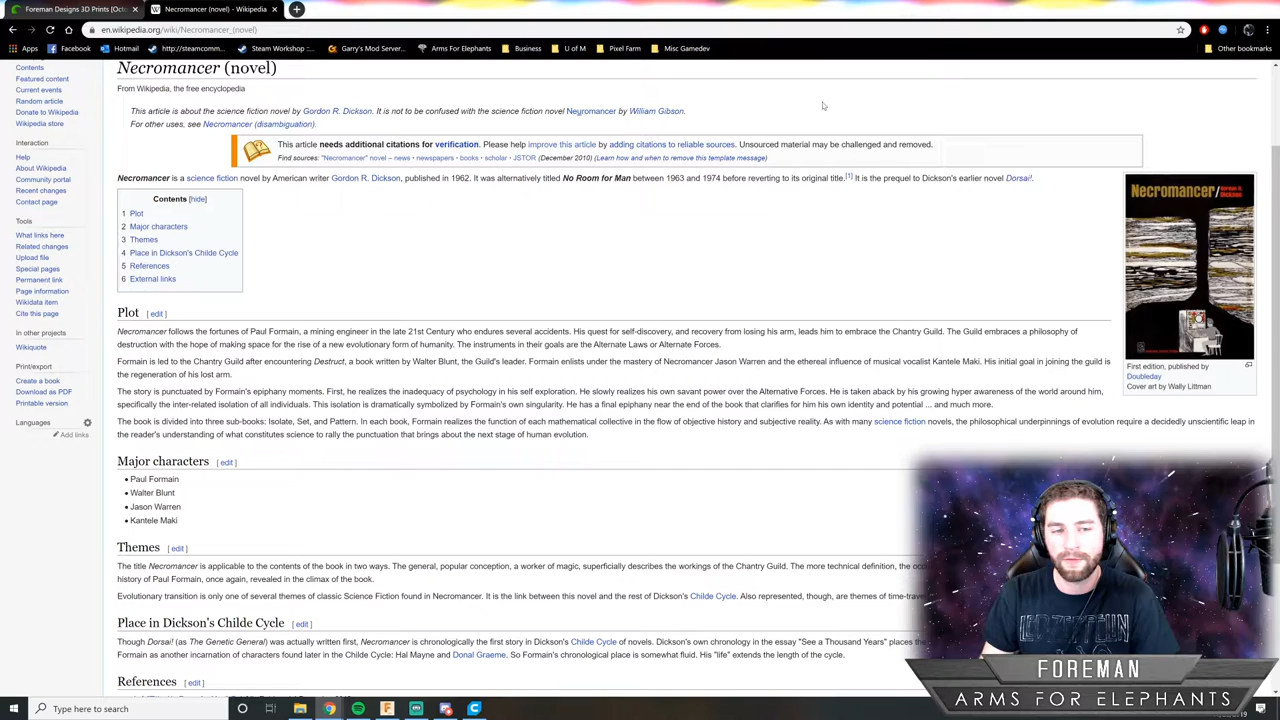 Foreman Designs 3D Prints [Oct
Necromancer (novel) - Wikipedia
en.wikipedia.org/wiki/Necromancer_(novel)
Apps Facebook Hotmail http://steamcomm... Steam Workshop ::... Garry's Mod Server... Arms For Elephants Business U of M Pixel Farm Misc Gamedev Other bookmarks
Contents
Featured content
Current events
Random article
Donate to Wikipedia
Wikipedia store
Interaction
Help
About Wikipedia
Community portal
Recent changes
Contact page
Tools
What links here
Related changes
Upload file
Special pages
Permanent link
Page information
Wikidata item
Cite this page
In other projects
Wikiquote
Print/export
Create a book
Download as PDF
Printable version
Languages
Add links
Necromancer (novel)
From Wikipedia, the free encyclopedia
This article is about the science fiction novel by Gordon R. Dickson. It is not to be confused with the science fiction novel Neuromancer by William Gibson.
For other uses, see Necromancer (disambiguation).
This article needs additional citations for verification. Please help improve this article by adding citations to reliable sources. Unsourced material may be challenged and removed.
Find sources: "Necromancer" novel – news · newspapers · books · scholar · JSTOR (December 2010) (Learn how and when to remove this template message)
Necromancer is a science fiction novel by American writer Gordon R. Dickson, published in 1962. It was alternatively titled No Room for Man between 1963 and 1974 before reverting to its original title.[1] It is the prequel to Dickson's earlier novel Dorsai!.
Contents [hide]
1 Plot
2 Major characters
3 Themes
4 Place in Dickson's Childe Cycle
5 References
6 External links
Necromancer/
First edition, published by
Doubleday
Cover art by Wally Littman
Plot [ edit ]
Necromancer follows the fortunes of Paul Formain, a mining engineer in the late 21st Century who endures several accidents. His quest for self-discovery, and recovery from losing his arm, leads him to embrace the Chantry Guild. The Guild embraces a philosophy of
destruction with the hope of making space for the rise of a new evolutionary form of humanity. The instruments in their goals are the Alternate Laws or Alternate Forces.
Formain is led to the Chantry Guild after encountering Destruct, a book written by Walter Blunt, the Guild's leader. Formain enlists under the mastery of Necromancer Jason Warren and the ethereal influence of musical vocalist Kantele Maki. His initial goal in joining the guild is
the regeneration of his lost arm.
The story is punctuated by Formain's epiphany moments. First, he realizes the inadequacy of psychology in his self exploration. He slowly realizes his own savant power over the Alternative Forces. He is taken aback by his growing hyper awareness of the world around him,
specifically the inter-related isolation of all individuals. This isolation is dramatically symbolized by Formain's own singularity. He has a final epiphany near the end of the book that clarifies for him his own identity and potential ... and much more.
The book is divided into three sub-books: Isolate, Set, and Pattern. In each book, Formain realizes the function of each mathematical collective in the flow of objective history and subjective reality. As with many science fiction novels, the philosophical underpinnings of evolution require a decidedly unscientific leap in
the reader's understanding of what constitutes science to rally the punctuation that brings about the next stage of human evolution.
Major characters [ edit ]
• Paul Formain
• Walter Blunt
• Jason Warren
• Kantele Maki
Themes [ edit ]
The title Necromancer is applicable to the contents of the book in two ways. The general, popular conception, a worker of magic, superficially describes the workings of the Chantry Guild. The more technical definition, the occ
history of Paul Formain, once again, revealed in the climax of the book.
Evolutionary transition is only one of several themes of classic Science Fiction found in Necromancer. It is the link between this novel and the rest of Dickson's Childe Cycle. Also represented, though, are themes of time-trave
Place in Dickson's Childe Cycle [ edit ]
Though Dorsai! (as The Genetic General) was actually written first, Necromancer is chronologically the first story in Dickson's Childe Cycle of novels. Dickson's own chronology in the essay "See a Thousand Years" places the
Formain as another incarnation of characters found later in the Childe Cycle: Hal Mayne and Donal Graeme. So Formain's chronological place is somewhat fluid. His "life" extends the length of the cycle.
References [ edit ]
LED ZEPPELIN
FOREMAN
ARMS FOR ELEPHANTS
Type here to search